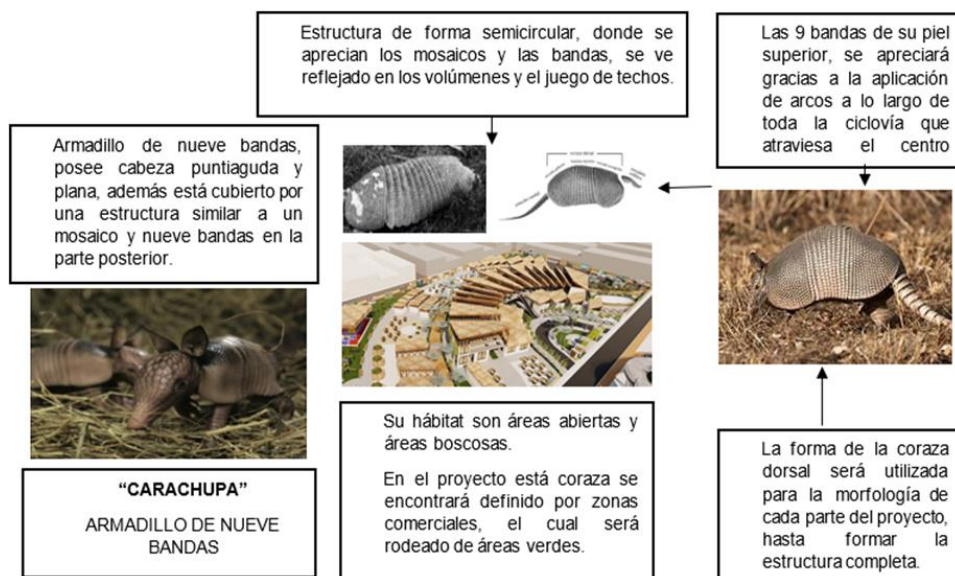 Estructura de forma semicircular, donde se
aprecian los mosaicos y las bandas, se ve
reflejado en los volúmenes y el juego de techos.
Las 9 bandas de su piel
superior, se apreciará
gracias a la aplicación
de arcos a lo largo de
toda la ciclovía que
atraviesa el centro
Armadillo de nueve bandas,
posee cabeza puntiaguda y
plana, además está cubierto por
una estructura similar a un
mosaico y nueve bandas en la
parte posterior.
“CARACHUPA”
ARMADILLO DE NUEVE
BANDAS
Su hábitat son áreas abiertas y
áreas boscosas.
En el proyecto está coraza se
encontrará definido por zonas
comerciales, el cual será
rodeado de áreas verdes.
La forma de la coraza
dorsal será utilizada
para la morfología de
cada parte del proyecto,
hasta formar la
estructura completa.